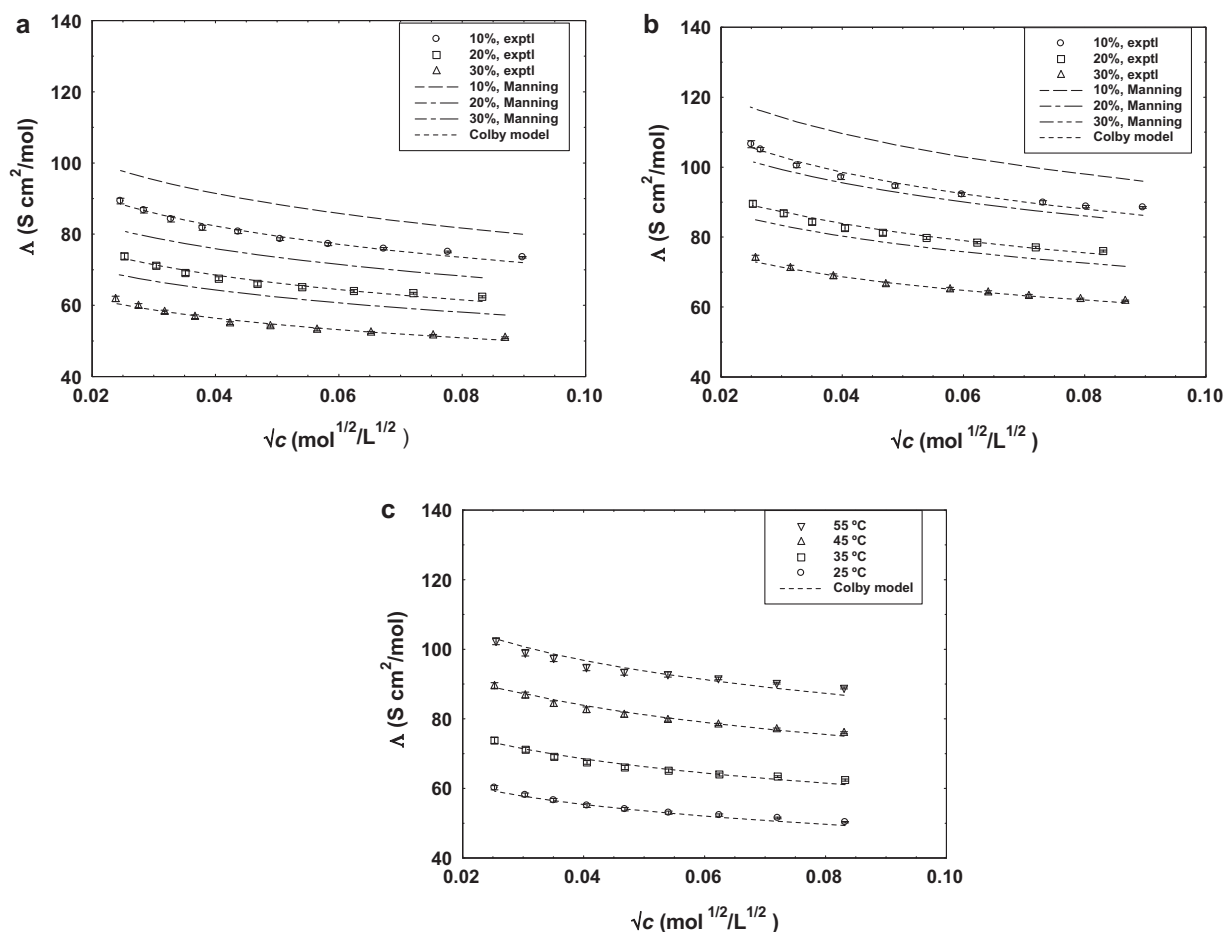 a
140
120
100
80
60
40
Λ (S cm²/mol)
10%, exptl
20%, exptl
30%, exptl
10%, Manning
20%, Manning
30%, Manning
Colby model
0.02 0.04 0.06 0.08 0.10
√c (mol^1/2/L^1/2)
b
140
120
100
80
60
40
Λ (S cm²/mol)
10%, exptl
20%, exptl
30%, exptl
10%, Manning
20%, Manning
30%, Manning
Colby model
0.02 0.04 0.06 0.08 0.10
√c (mol^1/2/L^1/2)
c
140
120
100
80
60
40
Λ (S cm²/mol)
55 ºC
45 ºC
35 ºC
25 ºC
Colby model
0.02 0.04 0.06 0.08 0.10
√c (mol^1/2/L^1/2)